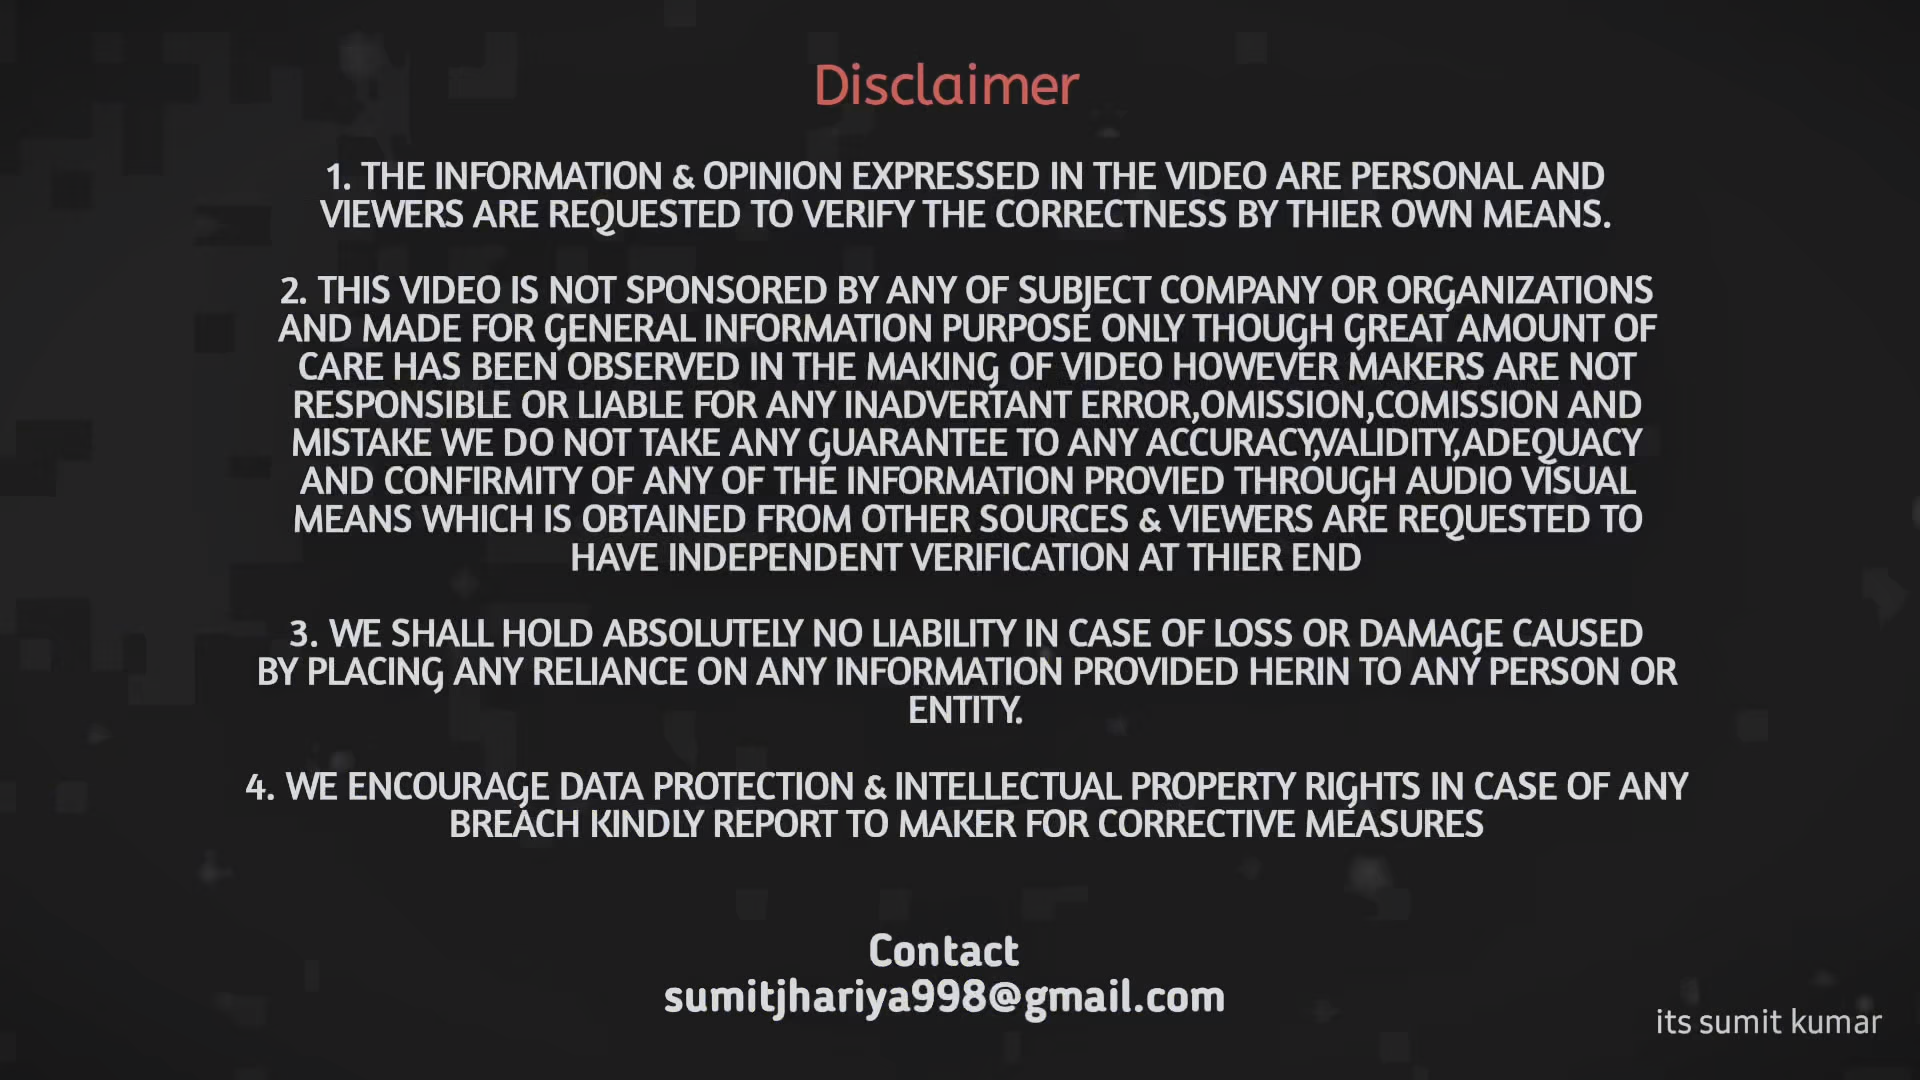 Disclaimer
1. THE INFORMATION & OPINION EXPRESSED IN THE VIDEO ARE PERSONAL AND
VIEWERS ARE REQUESTED TO VERIFY THE CORRECTNESS BY THIER OWN MEANS.
2. THIS VIDEO IS NOT SPONSORED BY ANY OF SUBJECT COMPANY OR ORGANIZATIONS
AND MADE FOR GENERAL INFORMATION PURPOSE ONLY THOUGH GREAT AMOUNT OF
CARE HAS BEEN OBSERVED IN THE MAKING OF VIDEO HOWEVER MAKERS ARE NOT
RESPONSIBLE OR LIABLE FOR ANY INADVERTANT ERROR,OMISSION,COMISSION AND
MISTAKE WE DO NOT TAKE ANY GUARANTEE TO ANY ACCURACY,VALIDITY,ADEQUACY
AND CONFIRMITY OF ANY OF THE INFORMATION PROVIED THROUGH AUDIO VISUAL
MEANS WHICH IS OBTAINED FROM OTHER SOURCES & VIEWERS ARE REQUESTED TO
HAVE INDEPENDENT VERIFICATION AT THIER END
3. WE SHALL HOLD ABSOLUTELY NO LIABILITY IN CASE OF LOSS OR DAMAGE CAUSED
BY PLACING ANY RELIANCE ON ANY INFORMATION PROVIDED HERIN TO ANY PERSON OR
ENTITY.
4. WE ENCOURAGE DATA PROTECTION & INTELLECTUAL PROPERTY RIGHTS IN CASE OF ANY
BREACH KINDLY REPORT TO MAKER FOR CORRECTIVE MEASURES
Contact
sumitjhariya998@gmail.com
its sumit kumar